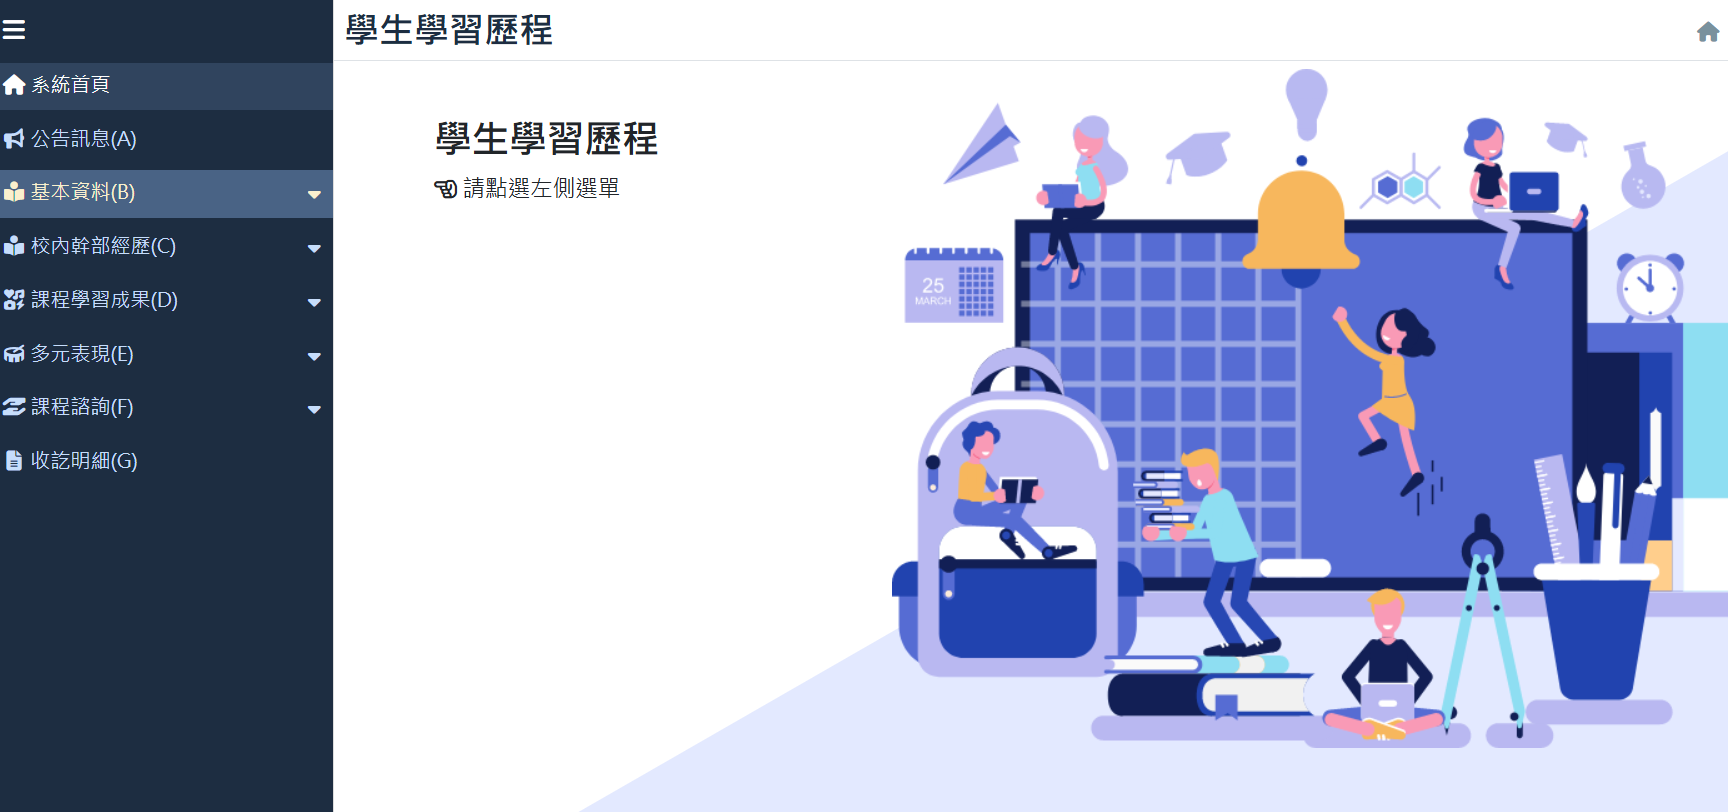 學生學習歷程
系統首頁
公告訊息(A)
基本資料(B)
校內幹部經歷(C)
課程學習成果(D)
多元表現(E)
課程諮詢(F)
收訖明細(G)
學生學習歷程
請點選左側選單
25
MARCH